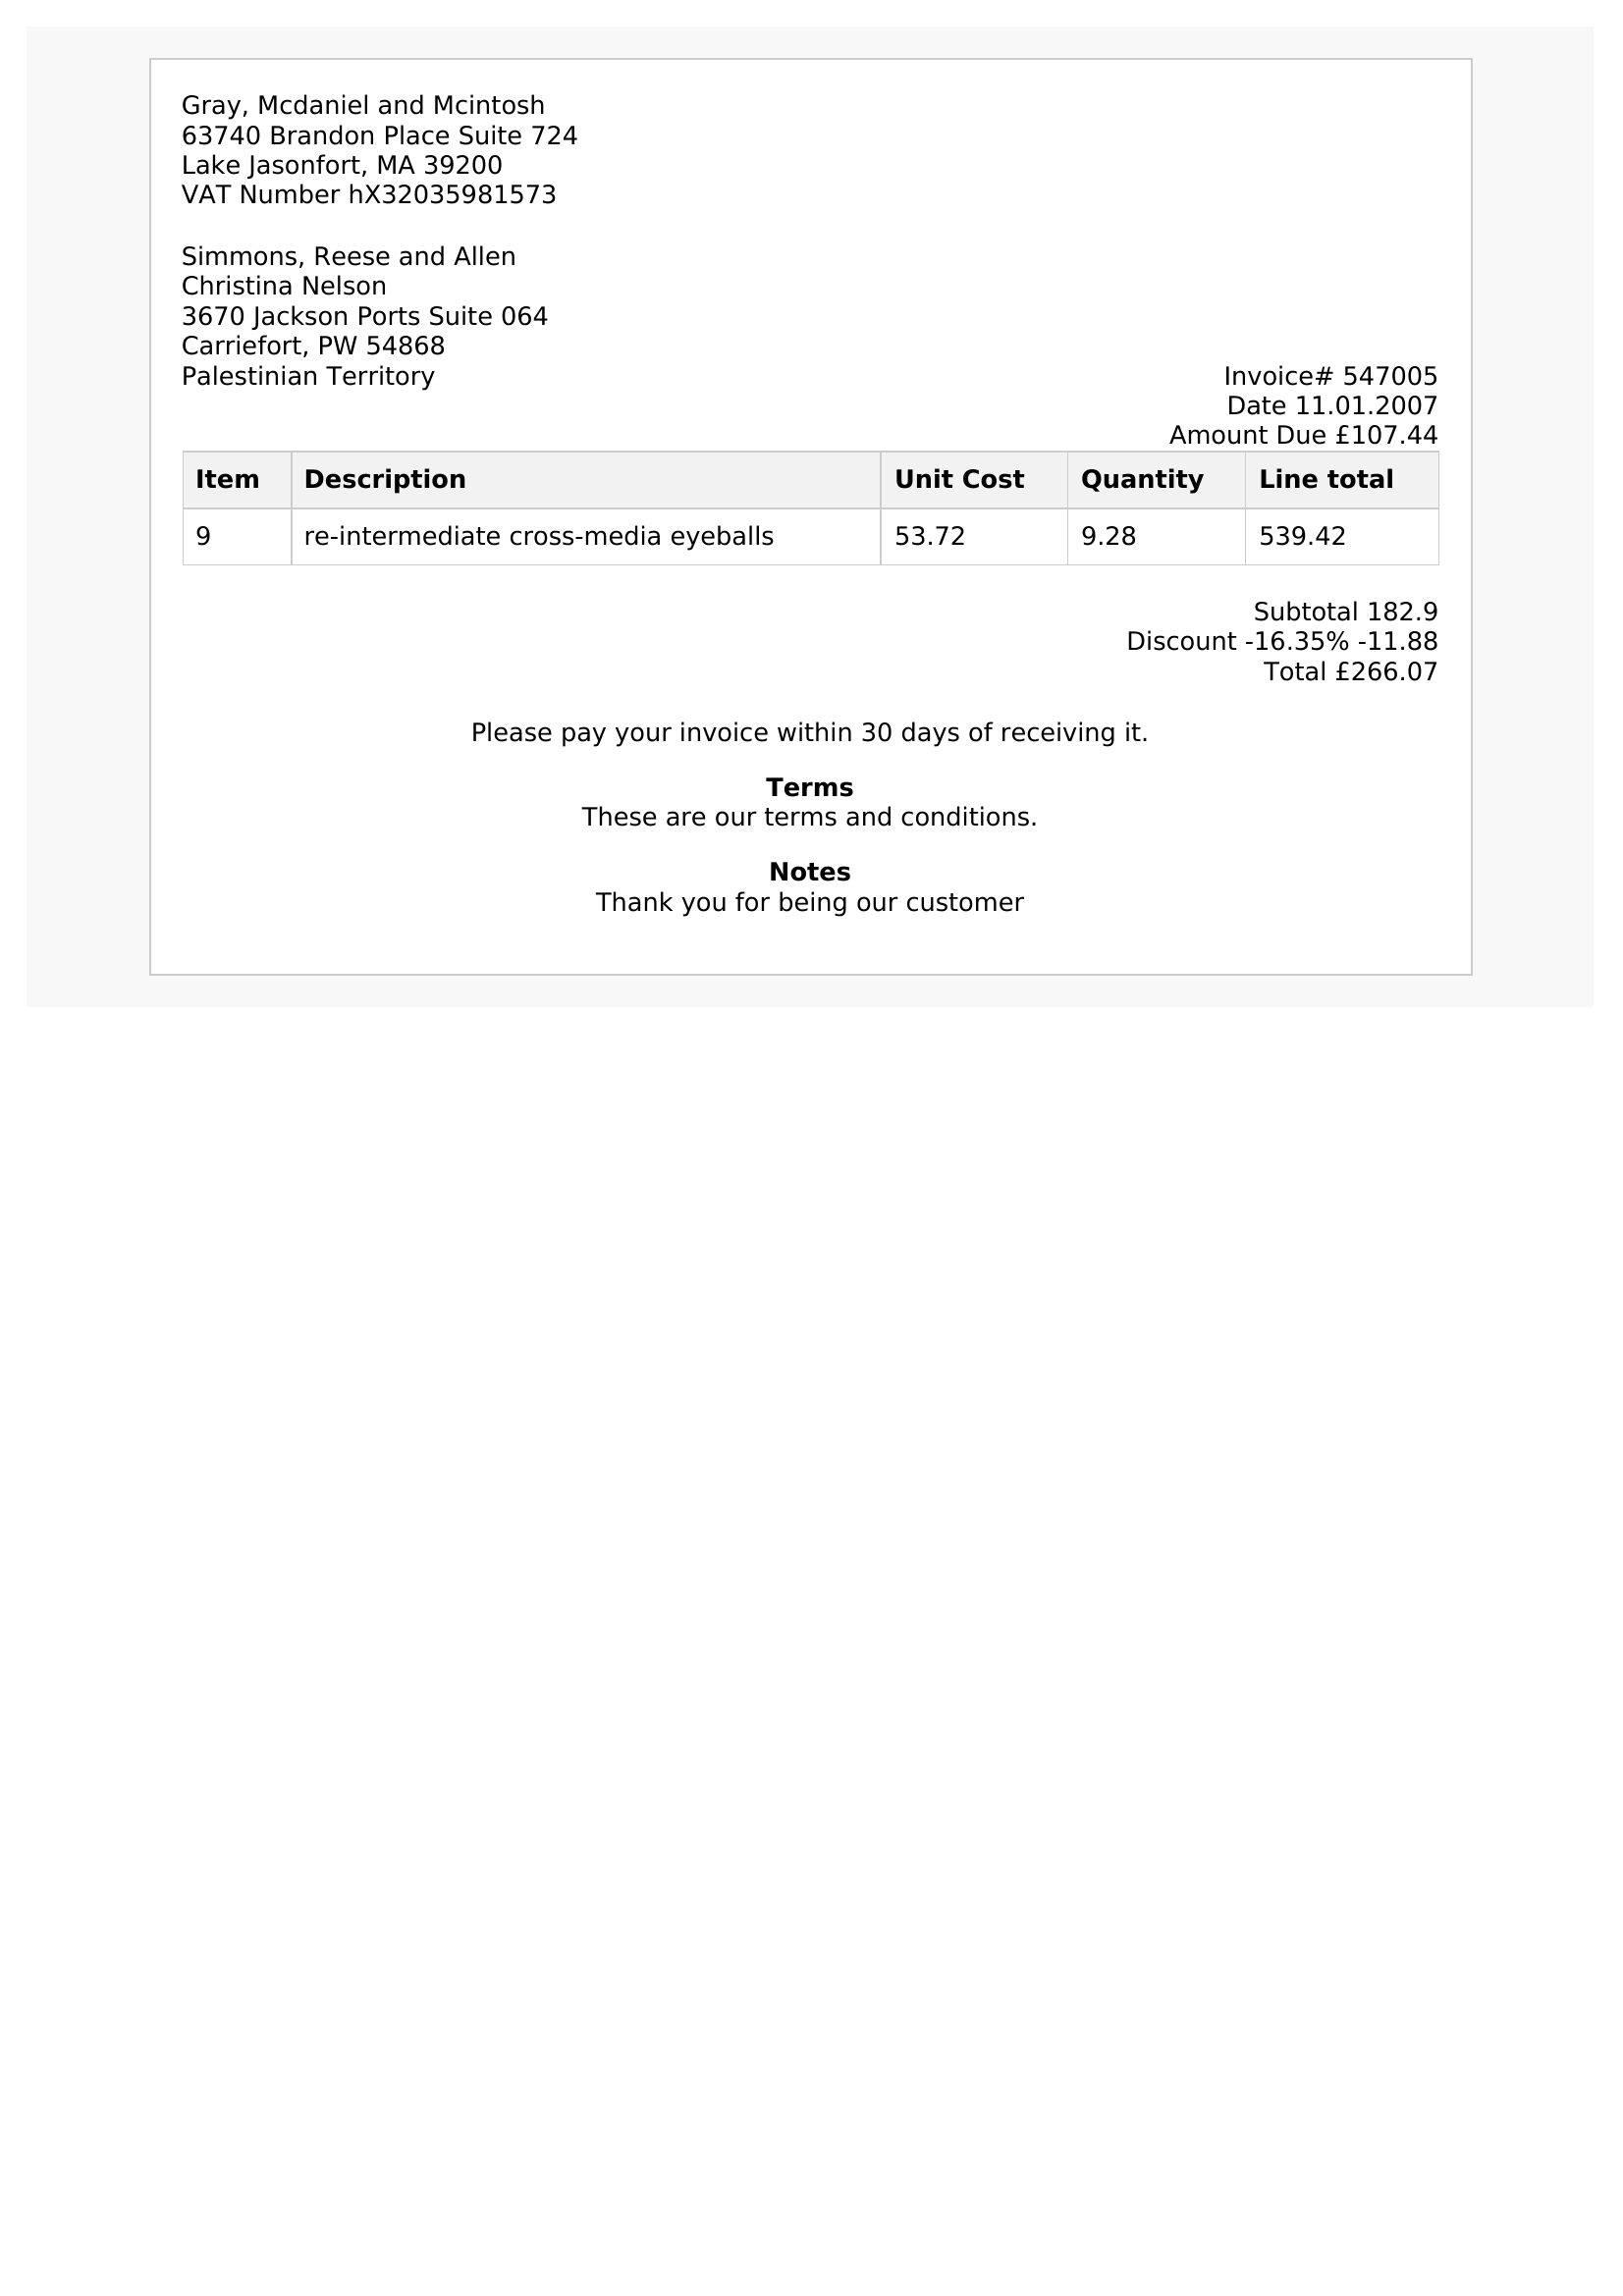 Gray, Mcdaniel and Mcintosh
63740 Brandon Place Suite 724
Lake Jasonfort, MA 39200
VAT Number hX32035981573
Simmons, Reese and Allen
Christina Nelson
3670 Jackson Ports Suite 064
Carriefort, PW 54868
Palestinian Territory
Invoice# 547005
Date 11.01.2007
Amount Due £107.44
Item Description Unit Cost Quantity Line total
9 re-intermediate cross-media eyeballs 53.72 9.28 539.42
Subtotal 182.9
Discount -16.35% -11.88
Total £266.07
Please pay your invoice within 30 days of receiving it.
Terms
These are our terms and conditions.
Notes
Thank you for being our customer